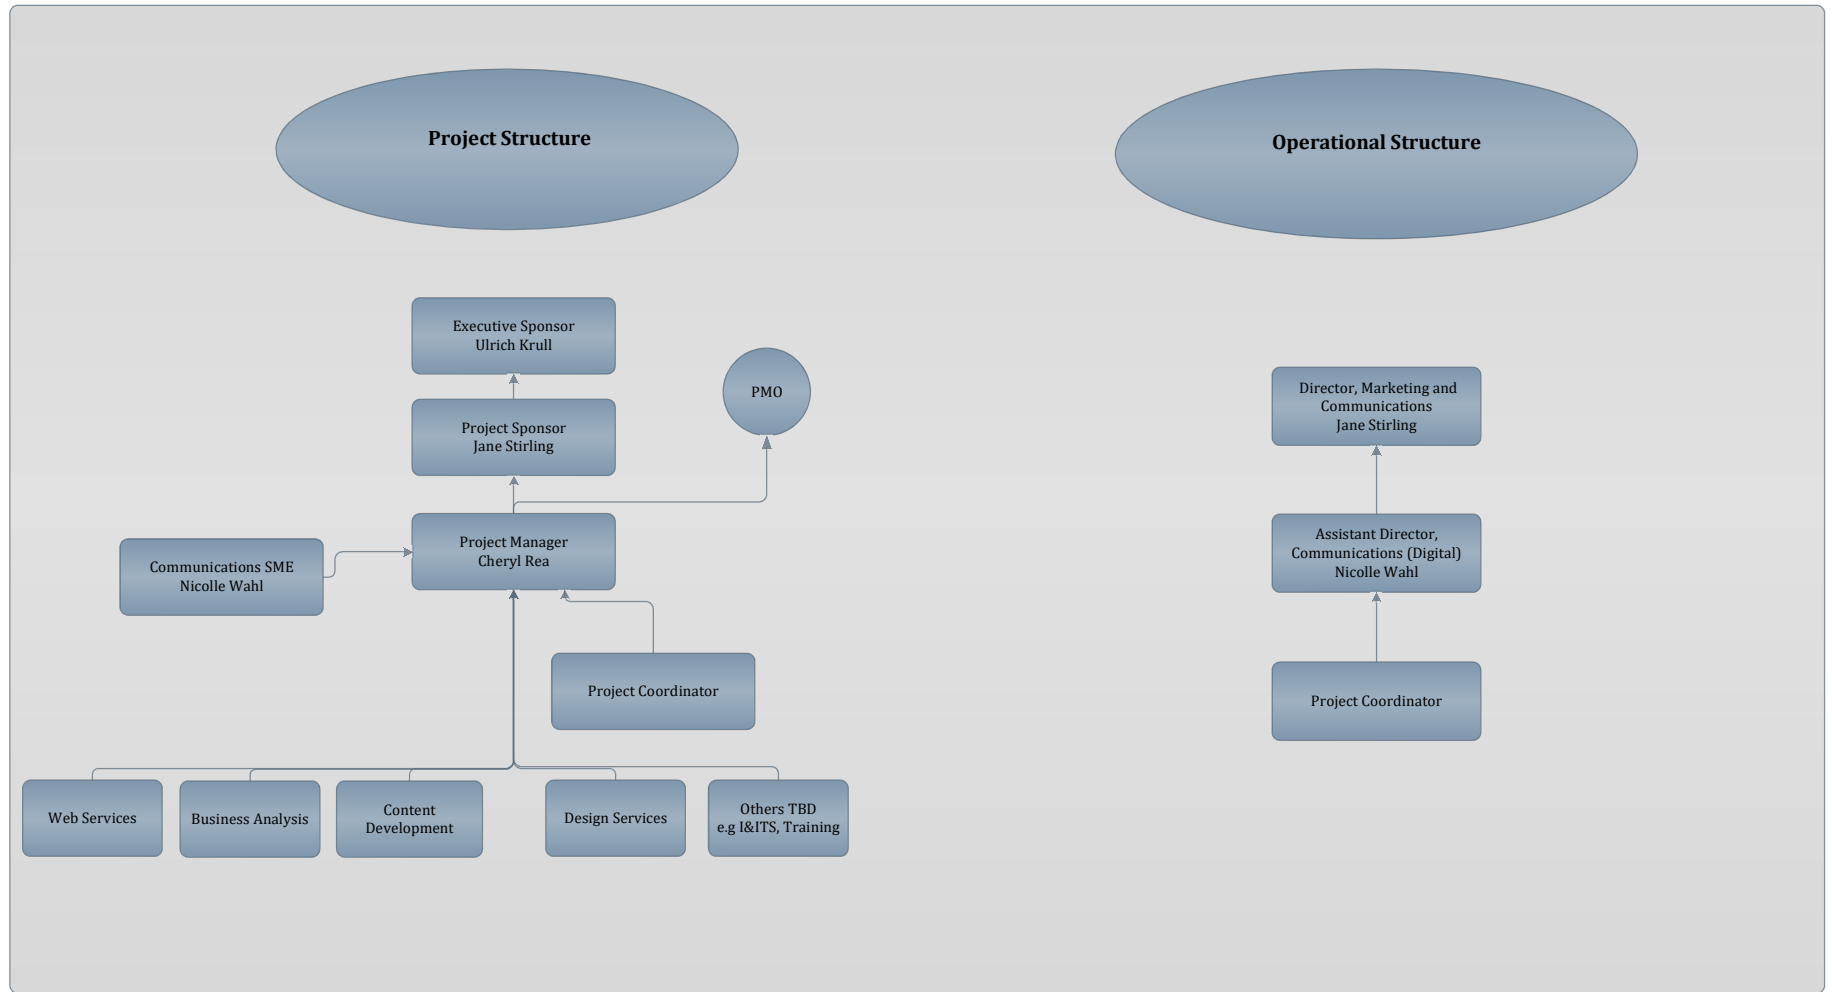 Project Structure
Operational Structure
Executive Sponsor
Ulrich Krull
PMO
Project Sponsor
Jane Stirling
Project Manager
Cheryl Rea
Communications SME
Nicolle Wahl
Project Coordinator
Web Services
Business Analysis
Content
Development
Design Services
Others TBD
e.g I&ITS, Training
Director, Marketing and
Communications
Jane Stirling
Assistant Director,
Communications (Digital)
Nicolle Wahl
Project Coordinator